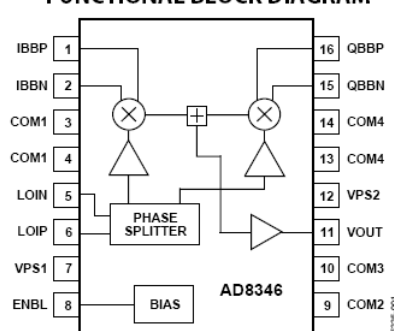 FUNCTIONAL BLOCK DIAGRAM
IBBP 1
IBBN 2
COM1 3
COM1 4
LOIN 5
LOIP 6
VPS1 7
ENBL 8
PHASE
SPLITTER
BIAS
AD8346
16 QBBP
15 QBBN
14 COM4
13 COM4
12 VPS2
11 VOUT
10 COM3
9 COM2